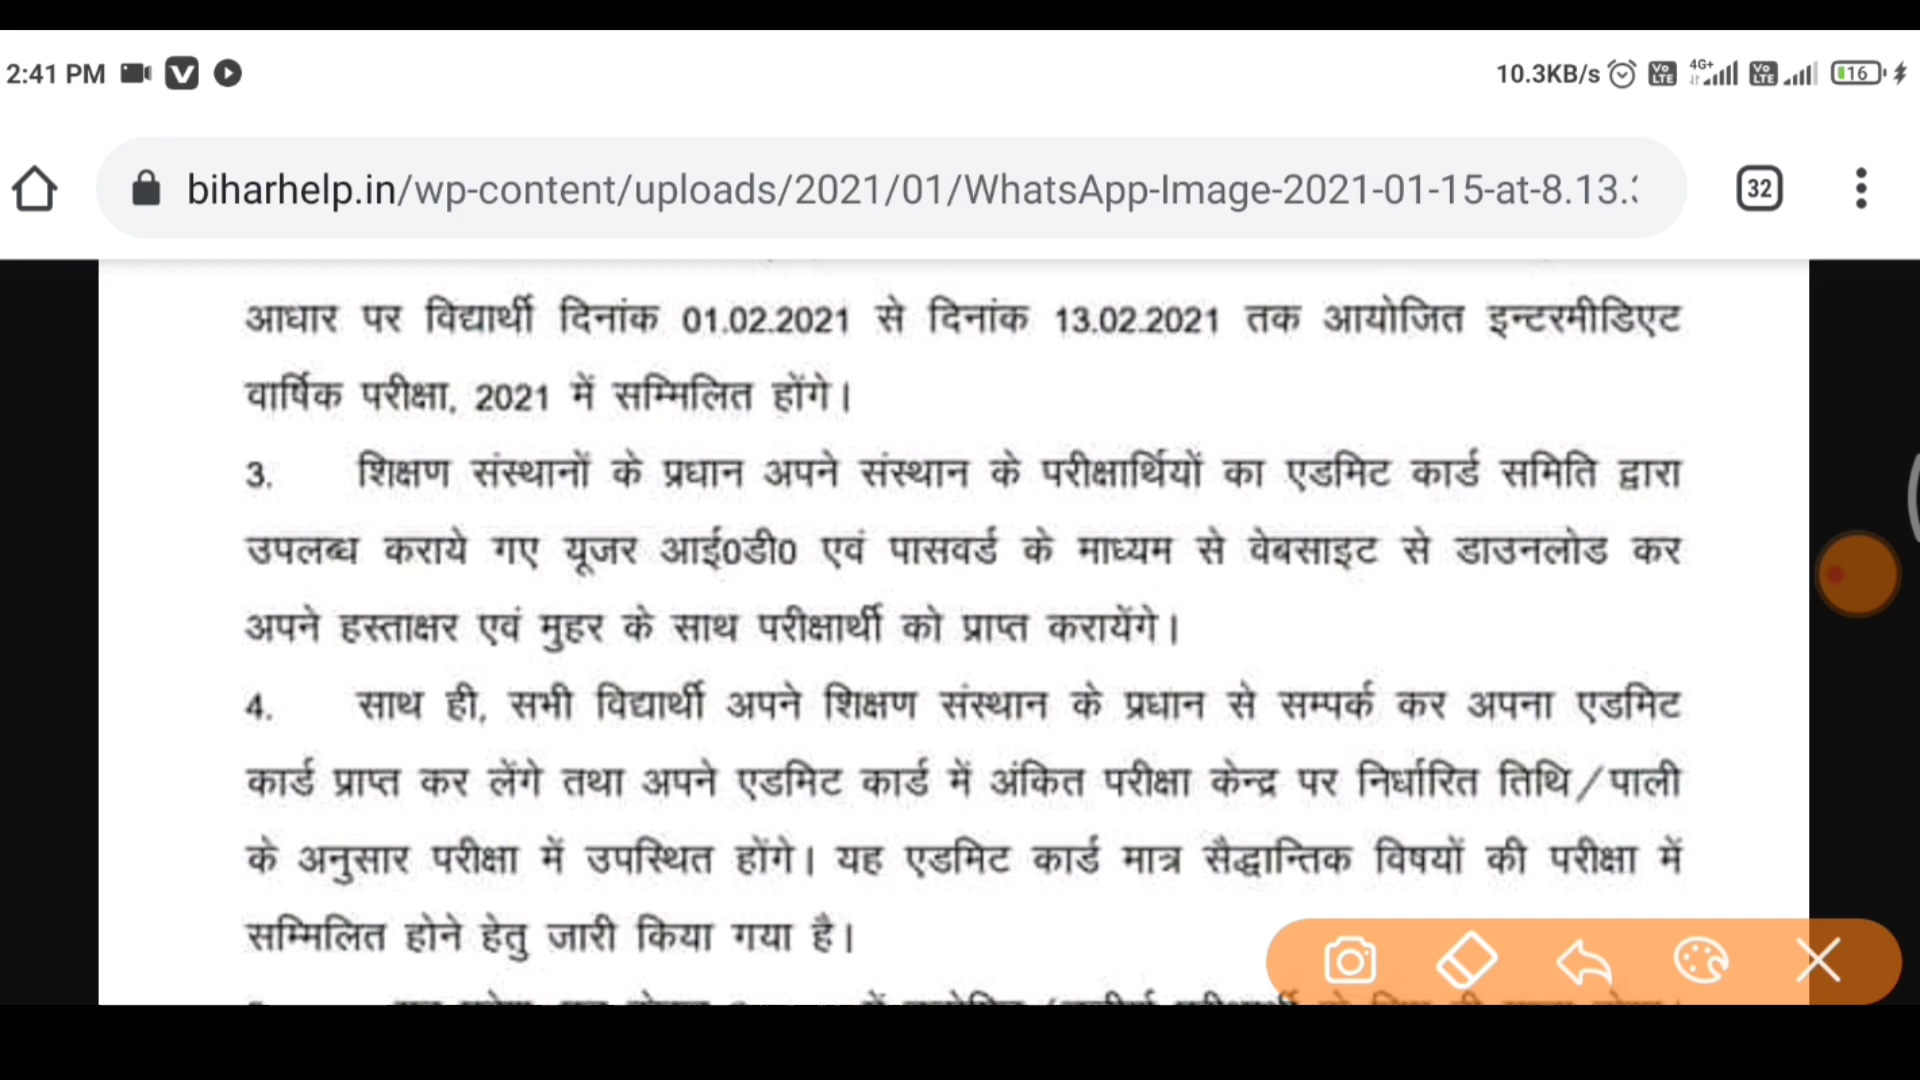 2:41 PM
10.3KB/s 4G+ 16
biharhelp.in/wp-content/uploads/2021/01/WhatsApp-Image-2021-01-15-at-8.13.
32
आधार पर विद्यार्थी दिनांक 01.02.2021 से दिनांक 13.02.2021 तक आयोजित इन्टरमीडिएट
वार्षिक परीक्षा, 2021 में सम्मिलित होंगे।
3. शिक्षण संस्थानों के प्रधान अपने संस्थान के परीक्षार्थियों का एडमिट कार्ड समिति द्वारा
उपलब्ध कराये गए यूजर आई0डी0 एवं पासवर्ड के माध्यम से वेबसाइट से डाउनलोड कर
अपने हस्ताक्षर एवं मुहर के साथ परीक्षार्थी को प्राप्त करायेंगे।
4. साथ ही, सभी विद्यार्थी अपने शिक्षण संस्थान के प्रधान से सम्पर्क कर अपना एडमिट
कार्ड प्राप्त कर लेंगे तथा अपने एडमिट कार्ड में अंकित परीक्षा केन्द्र पर निर्धारित तिथि/पाली
के अनुसार परीक्षा में उपस्थित होंगे। यह एडमिट कार्ड मात्र सैद्धान्तिक विषयों की परीक्षा में
सम्मिलित होने हेतु जारी किया गया है।